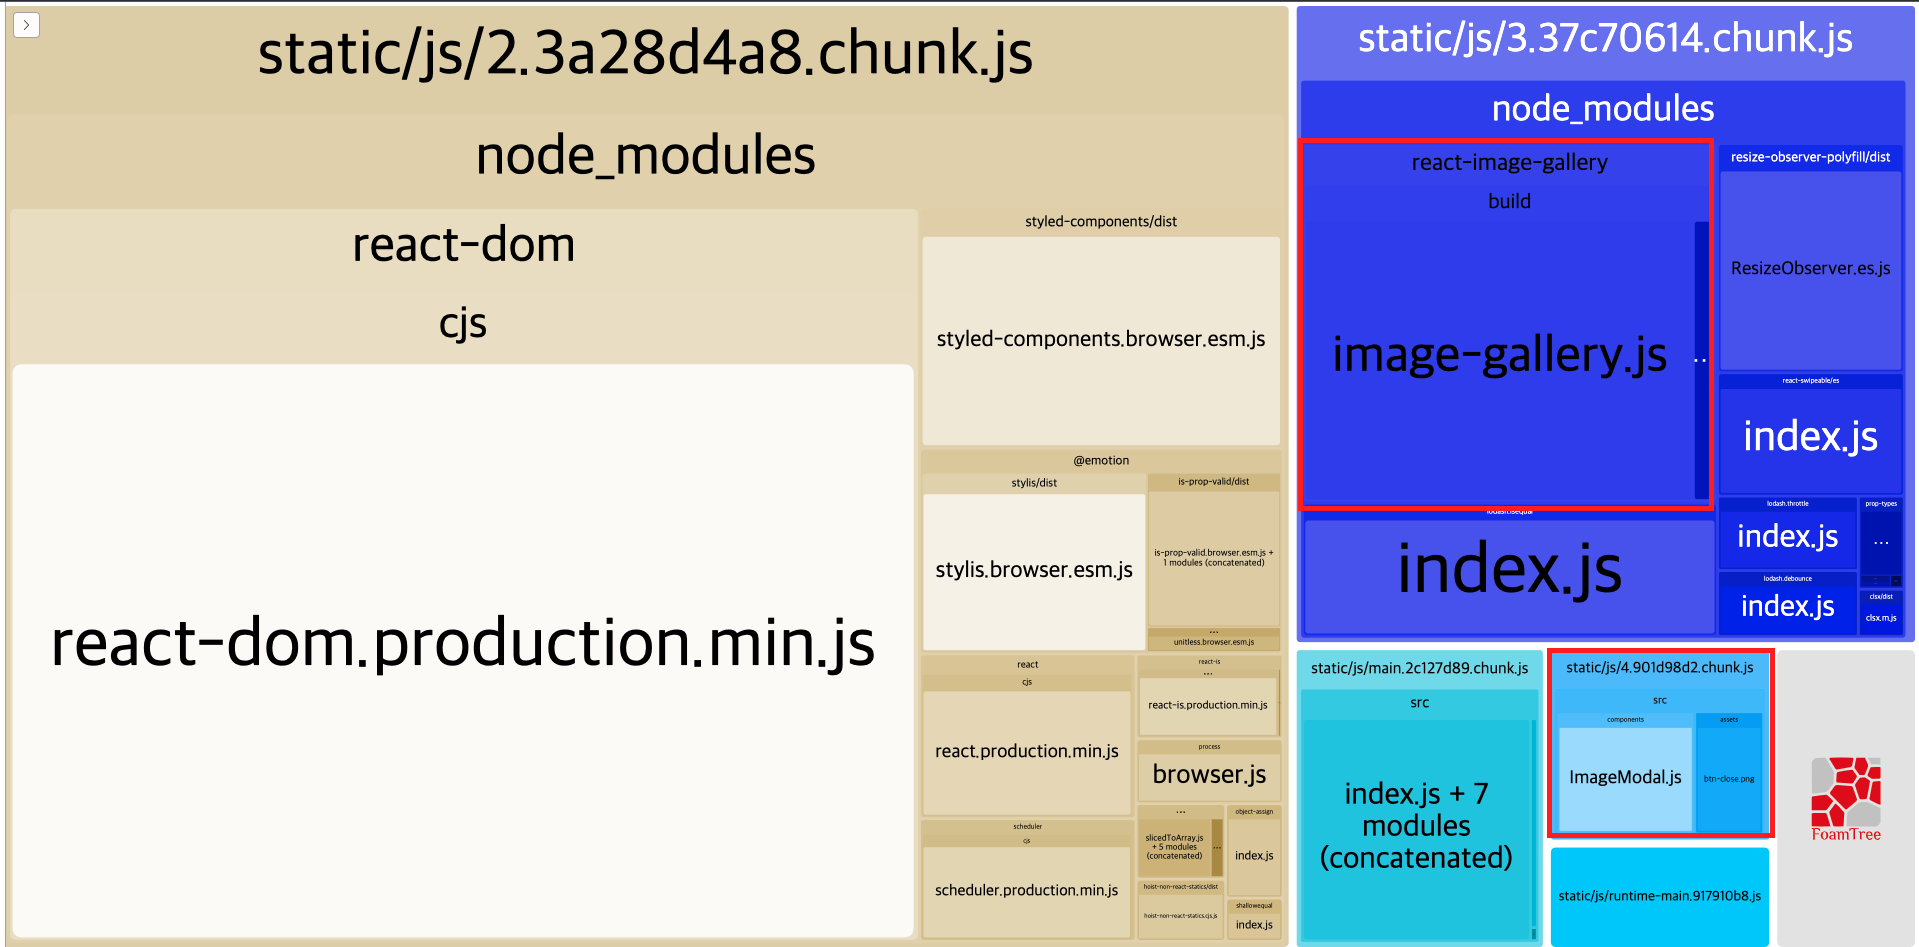 static/js/2.3a28d4a8.chunk.js
node_modules
react-dom
cjs
react-dom.production.min.js
styled-components/dist
styled-components.browser.esm.js
@emotion
stylis/dist
stylis.browser.esm.js
is-prop-valid/dist
is-prop-valid.browser.esm.js +
1 modules (concatenated)
...
unitless.browser.esm.js
react
cjs
react.production.min.js
scheduler
cjs
scheduler.production.min.js
react-is
...
react-is.production.min.js
process
browser.js
...
slicedToArray.js
+ 5 modules
(concatenated)
...
object-assign
index.js
hoist-non-react-statics/dist
hoist-non-react-statics.cjs.js
shallowequal
index.js
static/js/3.37c70614.chunk.js
node_modules
react-image-gallery
build
image-gallery.js
..
lodash.isequal
index.js
resize-observer-polyfill/dist
ResizeObserver.es.js
react-swipeable/es
index.js
lodash.throttle
index.js
prop-types
...
lodash.debounce
index.js
clsx/dist
clsx.m.js
static/js/main.2c127d89.chunk.js
src
index.js + 7
modules
(concatenated)
static/js/4.901d98d2.chunk.js
src
components
ImageModal.js
assets
btn-close.png
static/js/runtime-main.917910b8.js
FoamTree